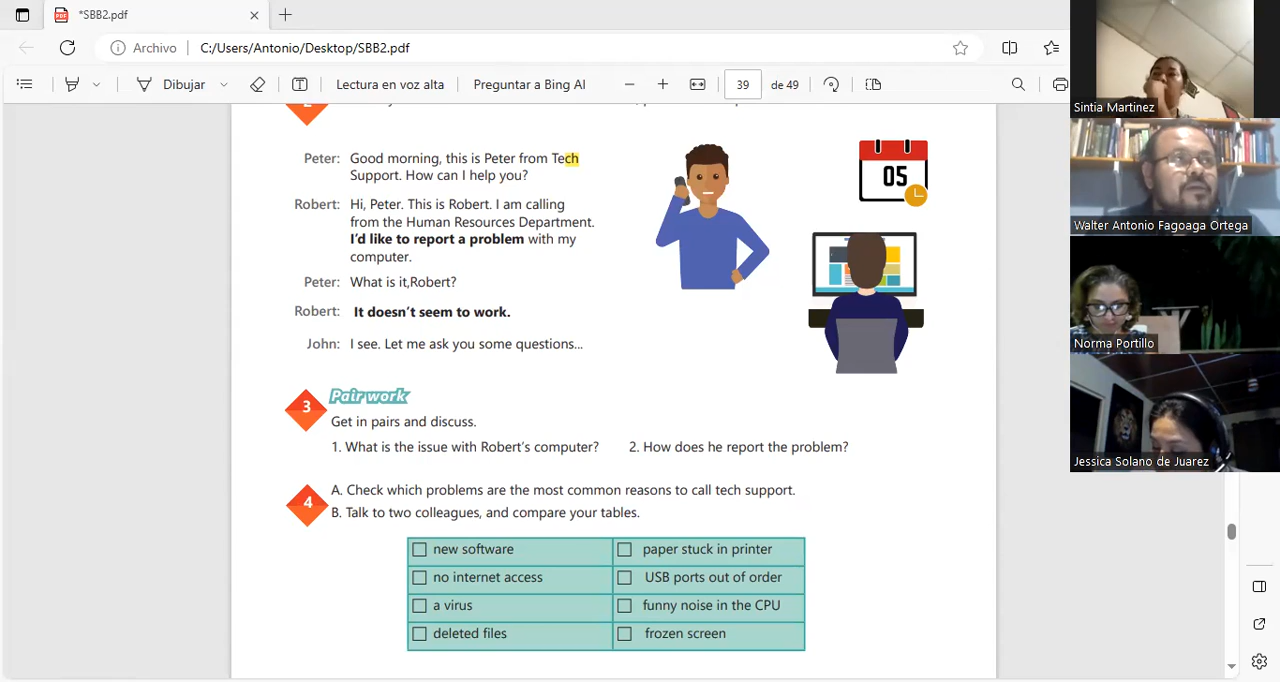 *SBB2.pdf
Archivo
C:/Users/Antonio/Desktop/SBB2.pdf
Dibujar
Lectura en voz alta
Preguntar a Bing AI
39
de 49
Peter: Good morning, this is Peter from Tech
Support. How can I help you?
Robert: Hi, Peter. This is Robert. I am calling
from the Human Resources Department.
I'd like to report a problem with my
computer.
Peter: What is it,Robert?
Robert: It doesn't seem to work.
John: I see. Let me ask you some questions...
05
3
Pair work
Get in pairs and discuss.
1. What is the issue with Robert's computer? 2. How does he report the problem?
4
A. Check which problems are the most common reasons to call tech support.
B. Talk to two colleagues, and compare your tables.
new software
paper stuck in printer
no internet access
USB ports out of order
a virus
funny noise in the CPU
deleted files
frozen screen
Sintia Martinez
Walter Antonio Fagoaga Ortega
Norma Portillo
Jessica Solano de Juarez